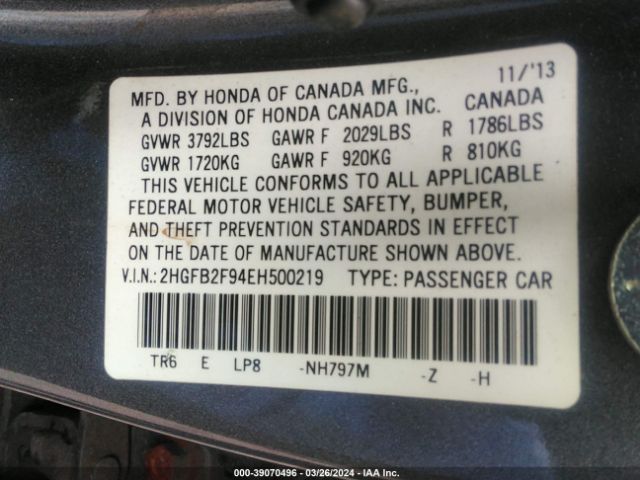 11/'13
MFD. BY HONDA OF CANADA MFG.,
A DIVISION OF HONDA CANADA INC. CANADA
GVWR 3792LBS GAWR F 2029LBS R 1786LBS
GVWR 1720KG GAWR F 920KG R 810KG
THIS VEHICLE CONFORMS TO ALL APPLICABLE
FEDERAL MOTOR VEHICLE SAFETY, BUMPER,
AND THEFT PREVENTION STANDARDS IN EFFECT
ON THE DATE OF MANUFACTURE SHOWN ABOVE.
V.I.N.: 2HGFB2F94EH500219 TYPE: PASSENGER CAR
TR6 E LP8 -NH797M -Z -H
000-39070496 - 03/26/2024 - IAA Inc.